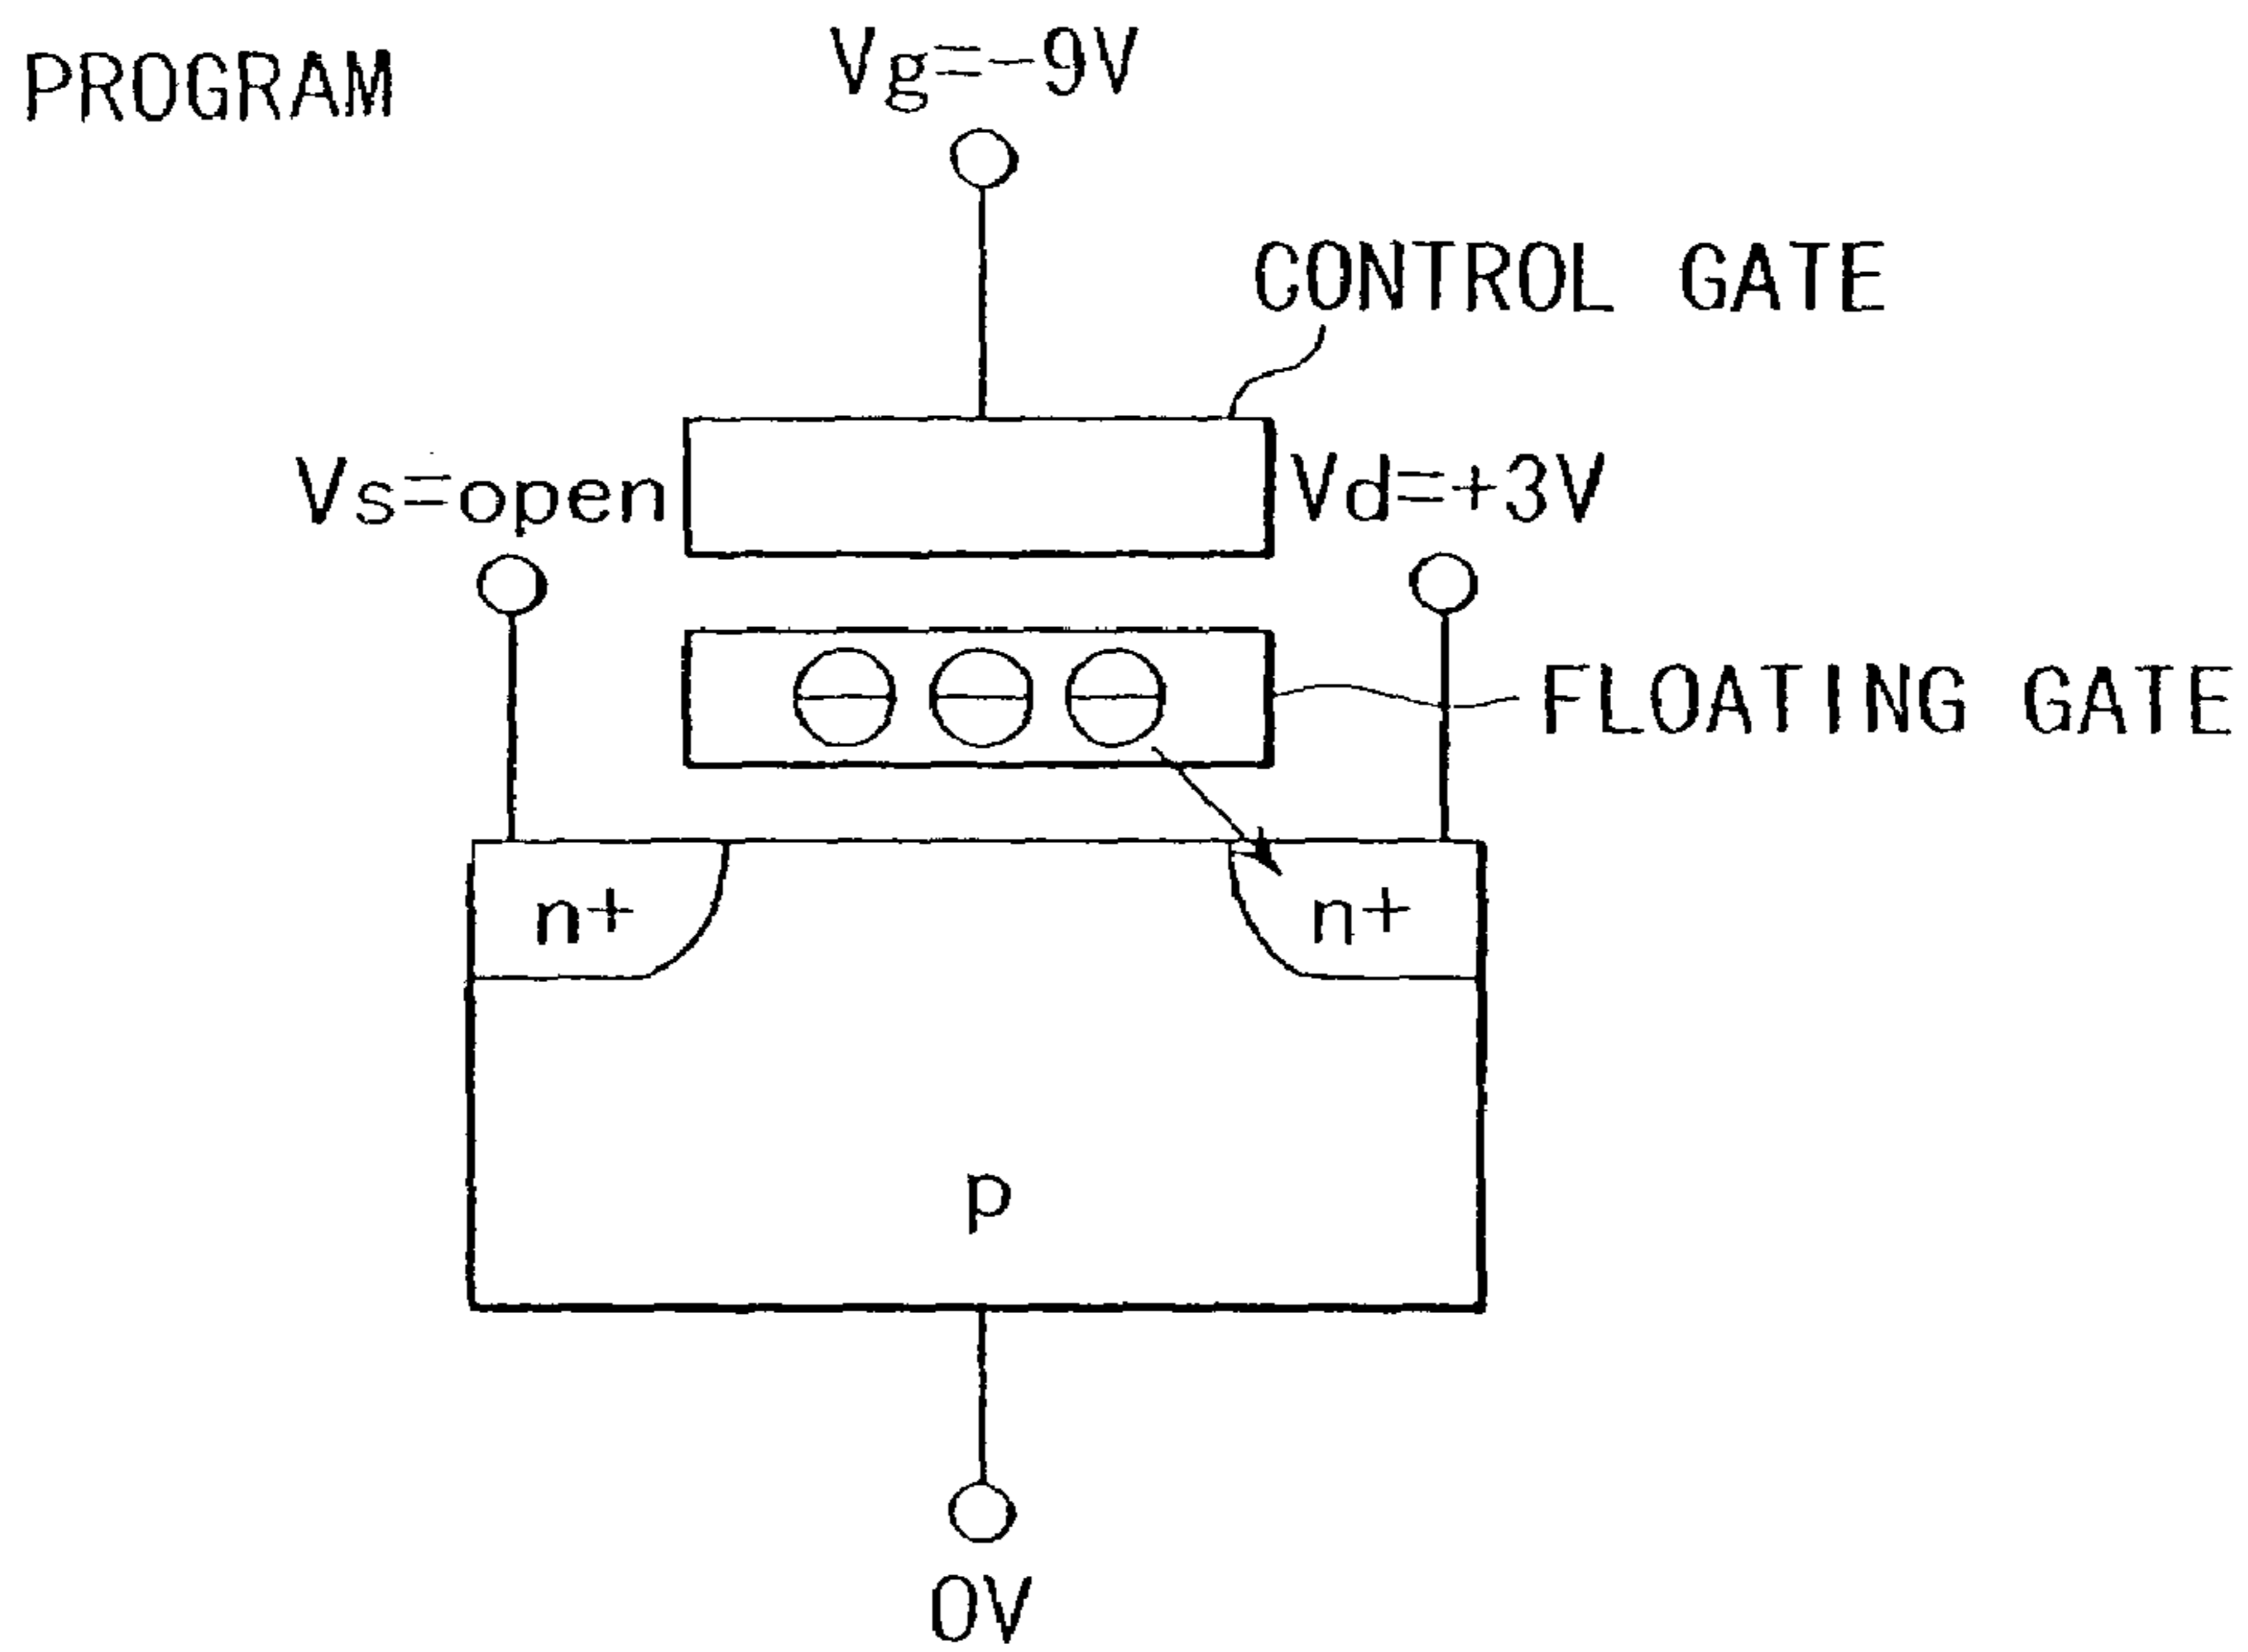 PROGRAM
Vg=-9V
CONTROL GATE
Vs=open
Vd=+3V
FLOATING GATE
n+
n+
p
0V